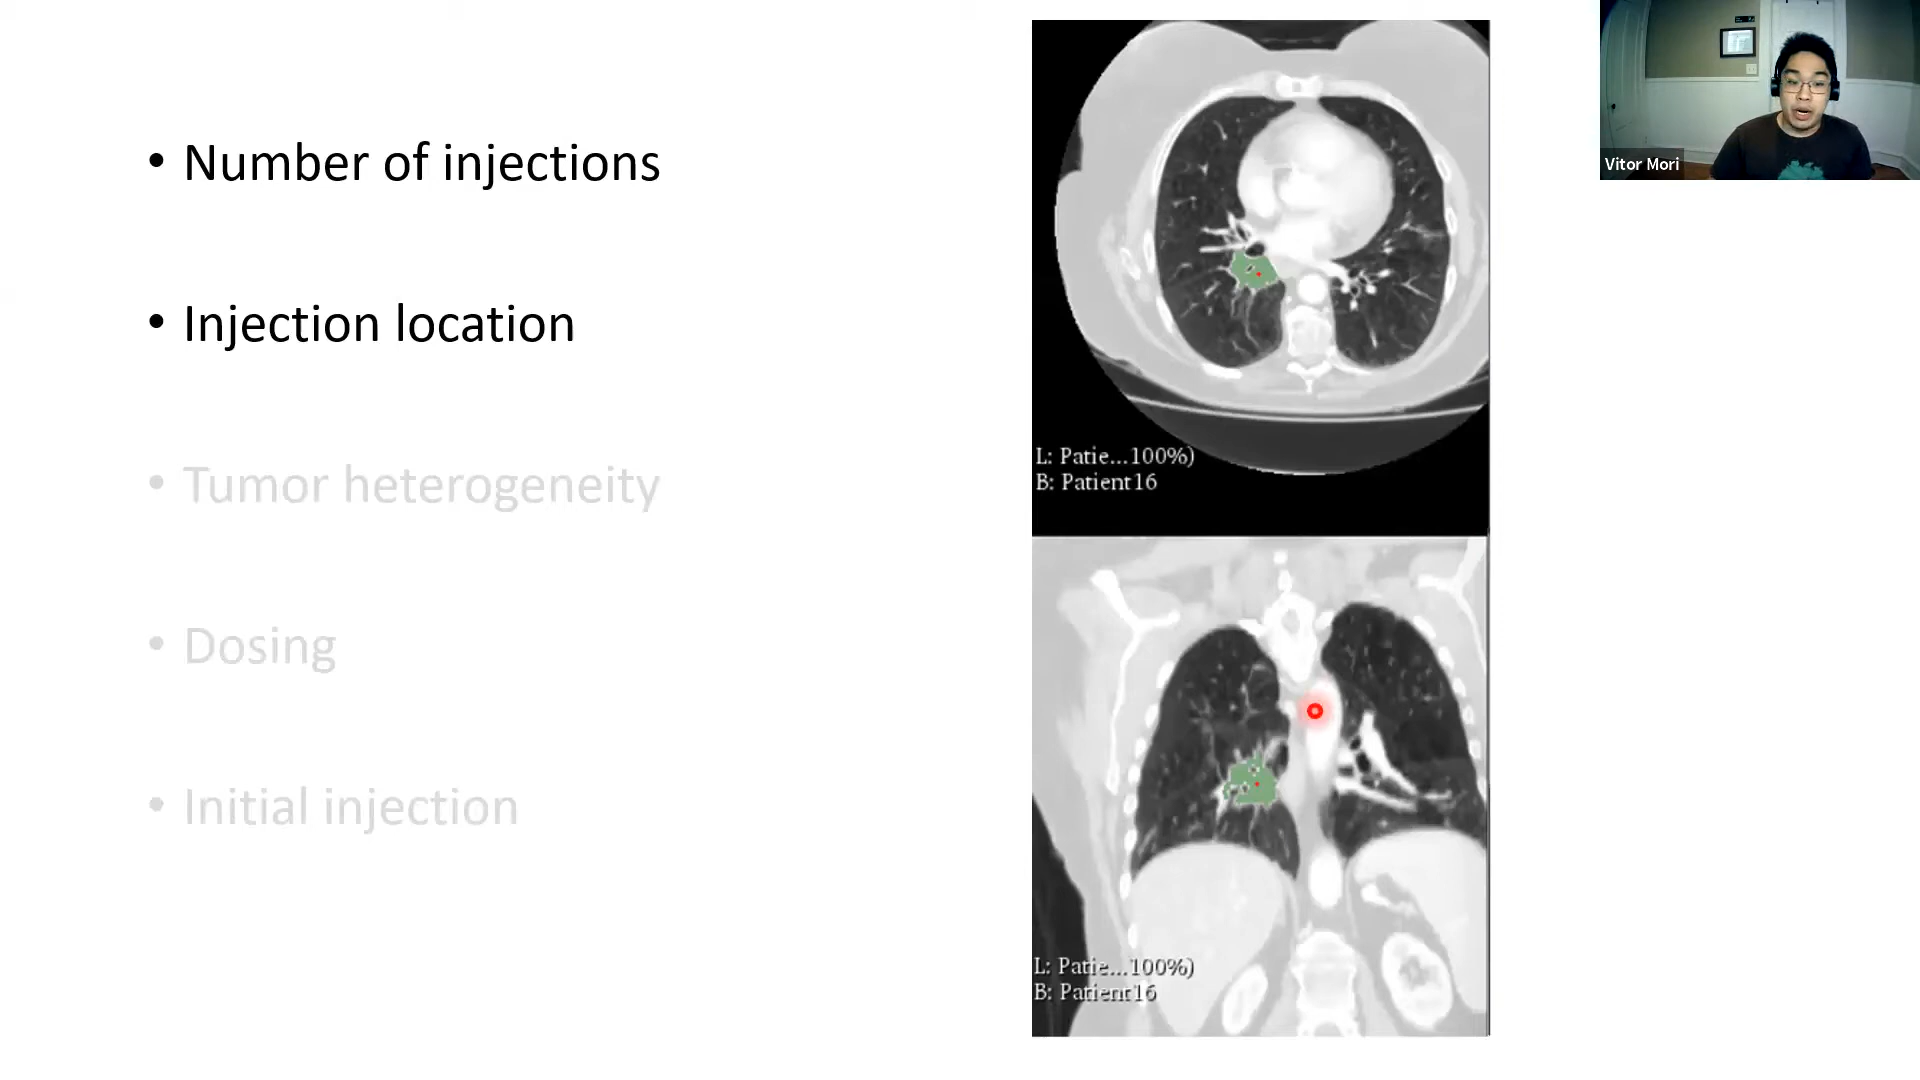 • Number of injections
• Injection location
• Tumor heterogeneity
• Dosing
• Initial injection
L: Patie...100%)
B: Patient16
L: Patie...100%)
B: Patient16
Vitor Mori